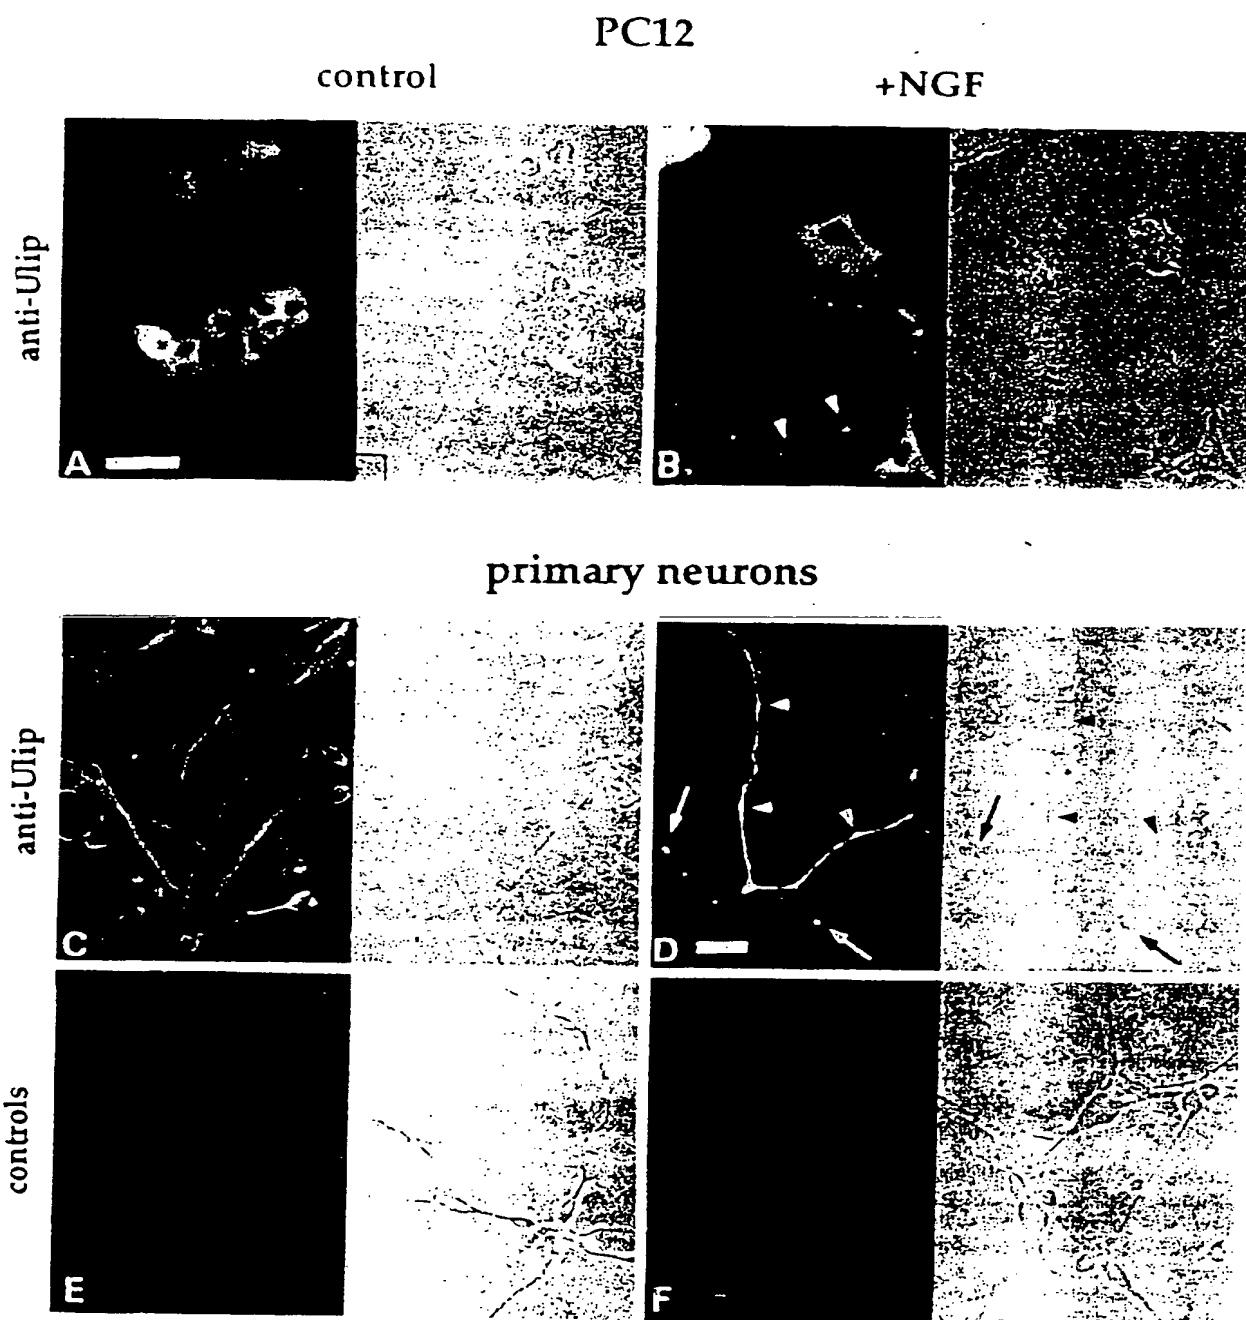 PC12
control
+NGF
anti-Ulip
A
B
primary neurons
anti-Ulip
C
D
controls
E
F